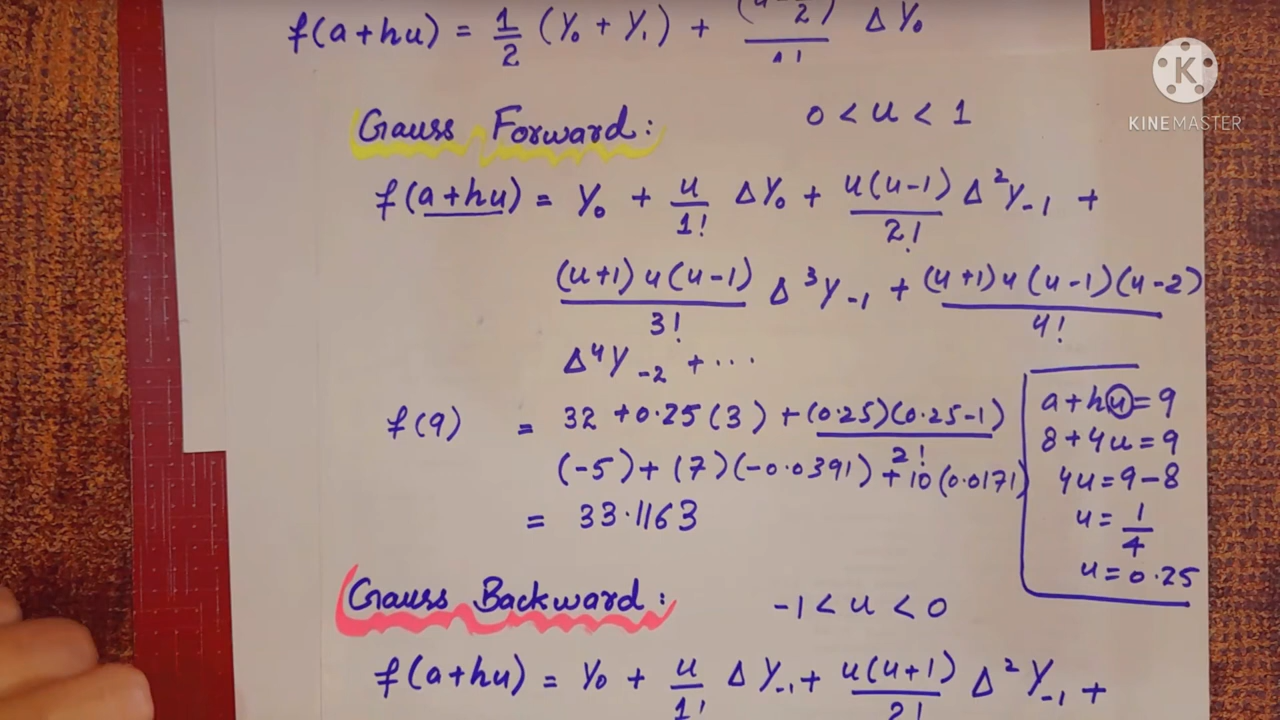 f(a+hu) = 1/2 (Y₀ + Y₁) + ΔY₀
KINEMASTER
Gauss Forward: 0 < u < 1
f(a+hu) = Y₀ + u/1! ΔY₀ + u(u-1)/2! Δ²Y₋₁ +
(u+1)u(u-1)/3! Δ³Y₋₁ + (u+1)u(u-1)(u-2)/4!
Δ⁴Y₋₂ + ...
f(9) = 32 + 0.25(3) + (0.25)(0.25-1)/2!
(-5) + (7)(-0.0391) + 10(0.0171)
= 33.1163
a+hu=9
8+4u=9
4u=9-8
u=1/4
u=0.25
Gauss Backward: -1 < u < 0
f(a+hu) = Y₀ + u/1! ΔY₋₁ + u(u+1)/2! Δ²Y₋₁ +